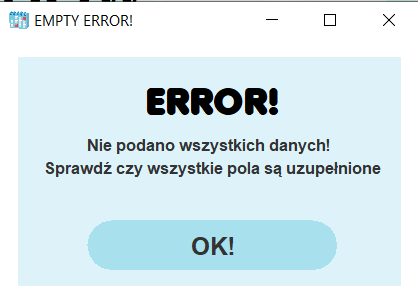 EMPTY ERROR!
ERROR!
Nie podano wszystkich danych!
Sprawdź czy wszystkie pola są uzupełnione
OK!